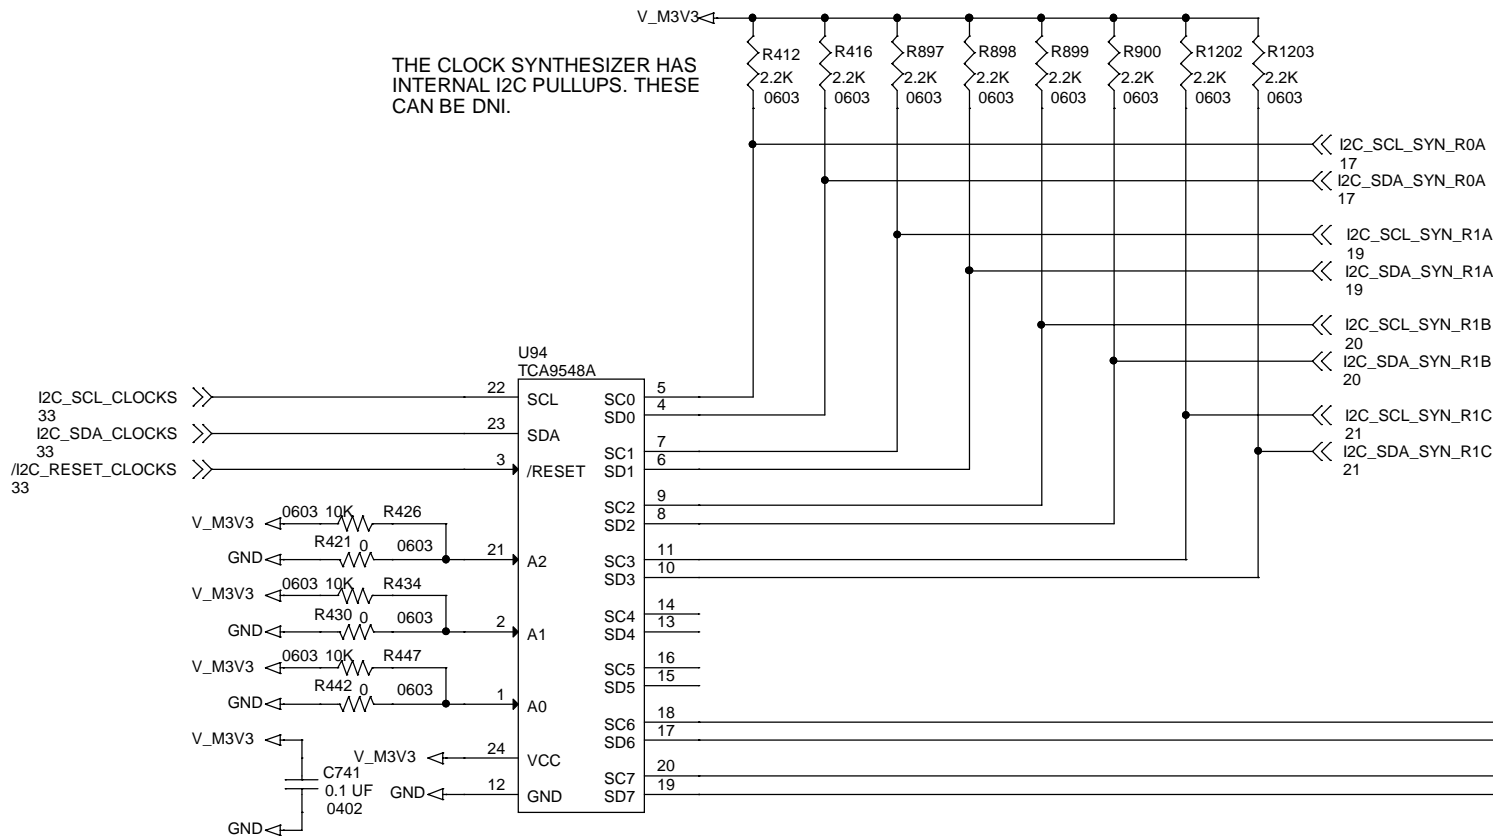 V_M3V3
THE CLOCK SYNTHESIZER HAS
INTERNAL I2C PULLUPS. THESE
CAN BE DNI.
R412
2.2K
0603
R416
2.2K
0603
R897
2.2K
0603
R898
2.2K
0603
R899
2.2K
0603
R900
2.2K
0603
R1202
2.2K
0603
R1203
2.2K
0603
I2C_SCL_SYN_R0A
17
I2C_SDA_SYN_R0A
17
I2C_SCL_SYN_R1A
19
I2C_SDA_SYN_R1A
19
I2C_SCL_SYN_R1B
20
I2C_SDA_SYN_R1B
20
I2C_SCL_SYN_R1C
21
I2C_SDA_SYN_R1C
21
U94
TCA9548A
I2C_SCL_CLOCKS
33
I2C_SDA_CLOCKS
33
/I2C_RESET_CLOCKS
33
22 SCL
23 SDA
3 /RESET
V_M3V3 0603 10K R426
GND R421 0 0603
21 A2
V_M3V3 0603 10K R434
GND R430 0 0603
2 A1
V_M3V3 0603 10K R447
GND R442 0 0603
1 A0
V_M3V3
C741
0.1 UF
0402
GND
V_M3V3 24 VCC
GND 12 GND
SC0 5
SD0 4
SC1 7
SD1 6
SC2 9
SD2 8
SC3 11
SD3 10
SC4 14
SD4 13
SC5 16
SD5 15
SC6 18
SD6 17
SC7 20
SD7 19